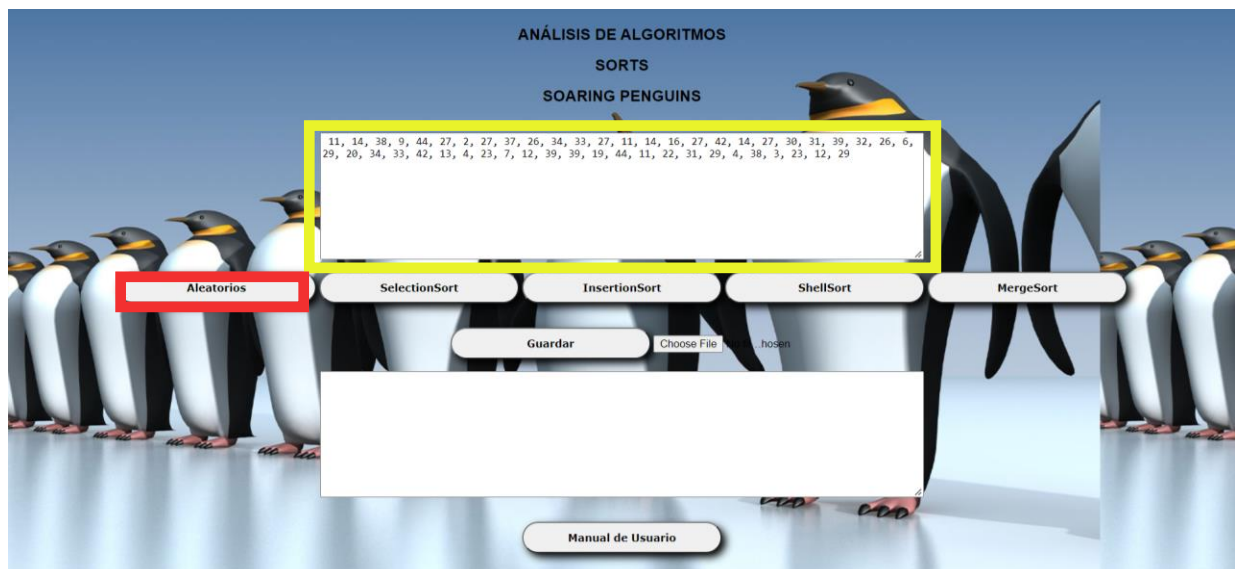 ANÁLISIS DE ALGORITMOS
SORTS
SOARING PENGUINS
11, 14, 38, 9, 44, 27, 2, 27, 37, 26, 34, 33, 27, 11, 14, 16, 27, 42, 14, 27, 30, 31, 39, 32, 26, 6,
29, 20, 34, 33, 42, 13, 4, 23, 7, 12, 39, 39, 19, 44, 11, 22, 31, 29, 4, 38, 3, 23, 12, 29
Aleatorios SelectionSort InsertionSort ShellSort MergeSort
Guardar Choose File ...hosen
Manual de Usuario